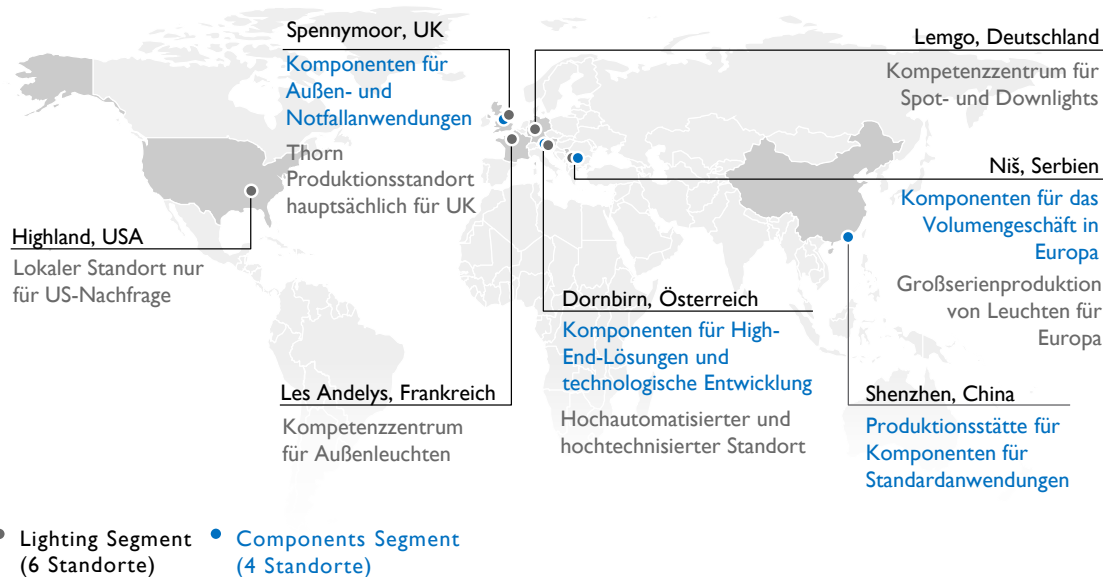 Spennymoor, UK
Komponenten für
Außen- und
Notfallanwendungen
Thorn
Produktionsstandort
hauptsächlich für UK
Lemgo, Deutschland
Kompetenzzentrum für
Spot- und Downlights
Niš, Serbien
Komponenten für das
Volumengeschäft in
Europa
Großserienproduktion
von Leuchten für
Europa
Highland, USA
Lokaler Standort nur
für US-Nachfrage
Dornbirn, Österreich
Komponenten für High-
End-Lösungen und
technologische Entwicklung
Hochautomatisierter und
hochtechnisierter Standort
Les Andelys, Frankreich
Kompetenzzentrum
für Außenleuchten
Shenzhen, China
Produktionsstätte für
Komponenten für
Standardanwendungen
Lighting Segment
(6 Standorte)
Components Segment
(4 Standorte)